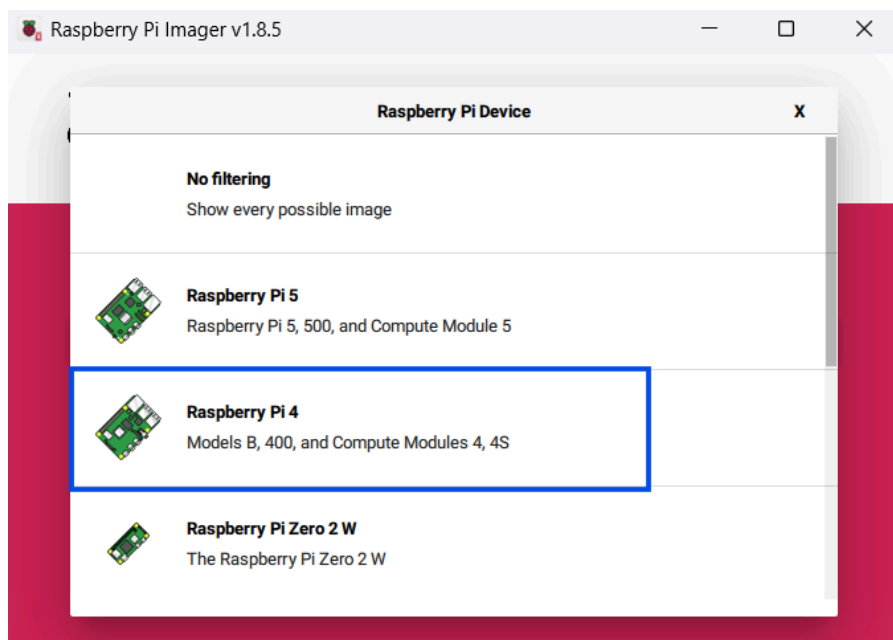 Raspberry Pi Imager v1.8.5
Raspberry Pi Device
X
No filtering
Show every possible image
Raspberry Pi 5
Raspberry Pi 5, 500, and Compute Module 5
Raspberry Pi 4
Models B, 400, and Compute Modules 4, 4S
Raspberry Pi Zero 2 W
The Raspberry Pi Zero 2 W